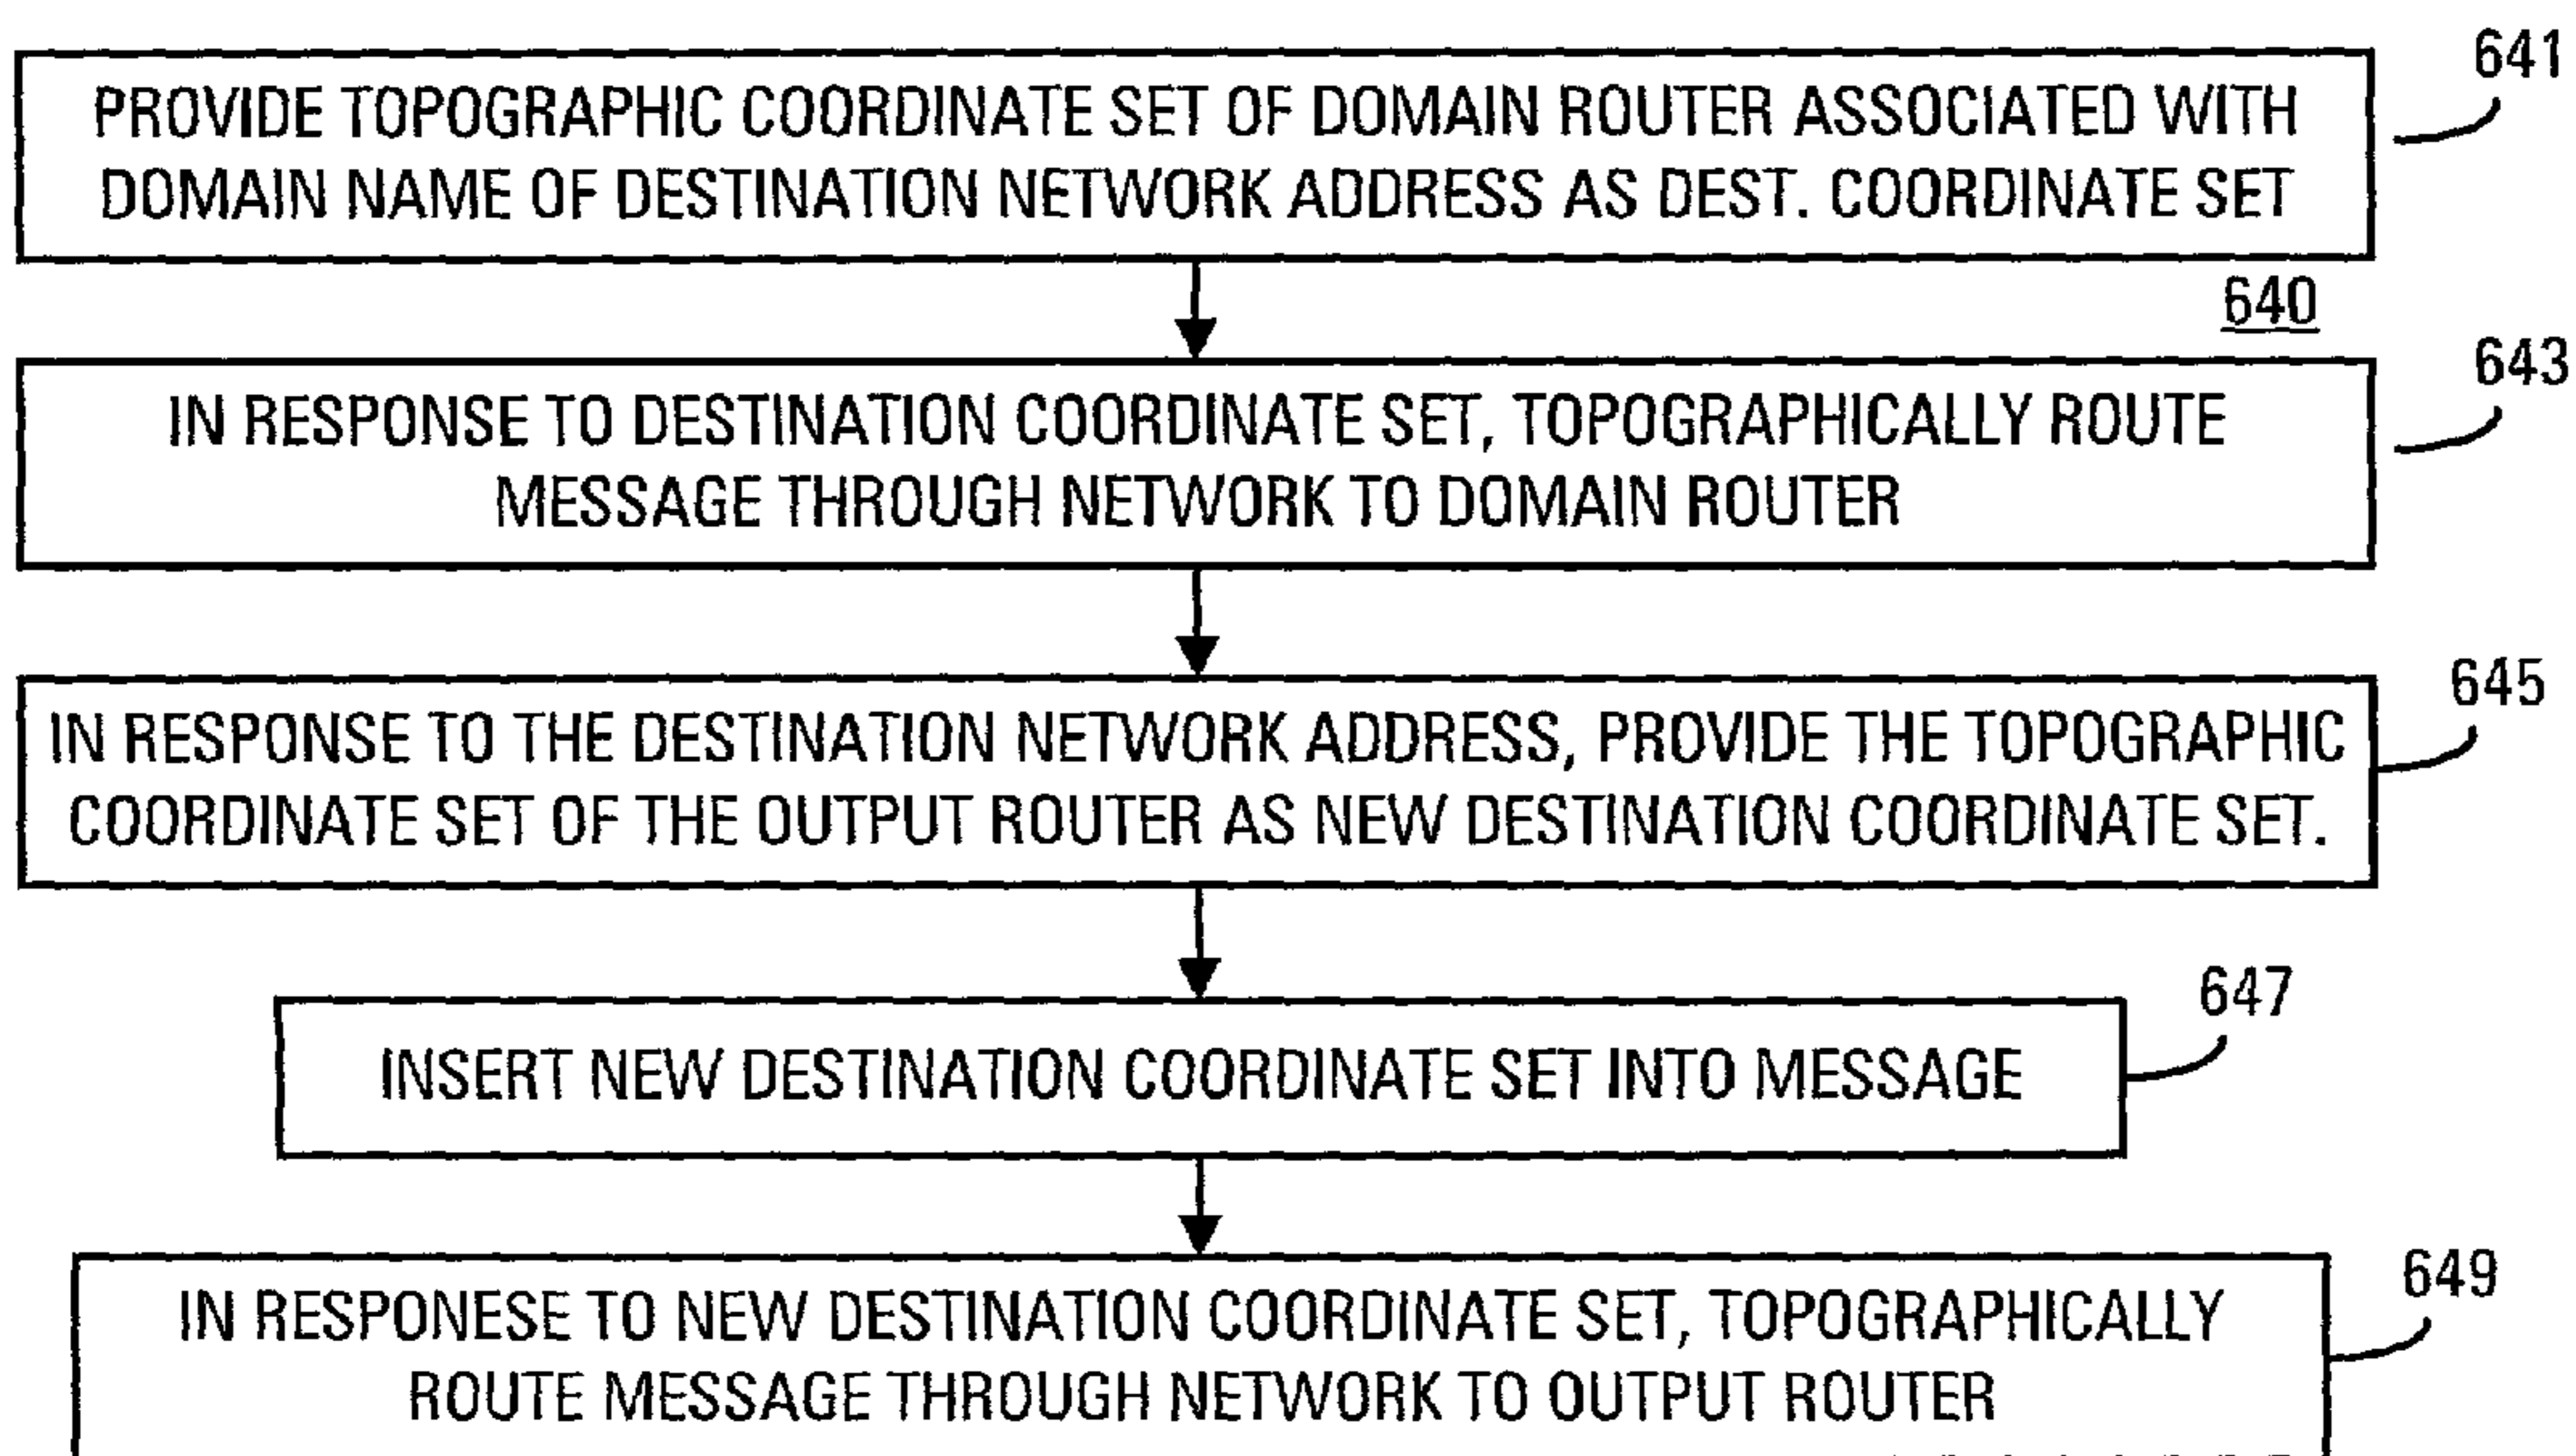 641
PROVIDE TOPOGRAPHIC COORDINATE SET OF DOMAIN ROUTER ASSOCIATED WITH
DOMAIN NAME OF DESTINATION NETWORK ADDRESS AS DEST. COORDINATE SET
640
643
IN RESPONSE TO DESTINATION COORDINATE SET, TOPOGRAPHICALLY ROUTE
MESSAGE THROUGH NETWORK TO DOMAIN ROUTER
645
IN RESPONSE TO THE DESTINATION NETWORK ADDRESS, PROVIDE THE TOPOGRAPHIC
COORDINATE SET OF THE OUTPUT ROUTER AS NEW DESTINATION COORDINATE SET.
647
INSERT NEW DESTINATION COORDINATE SET INTO MESSAGE
649
IN RESPONESE TO NEW DESTINATION COORDINATE SET, TOPOGRAPHICALLY
ROUTE MESSAGE THROUGH NETWORK TO OUTPUT ROUTER